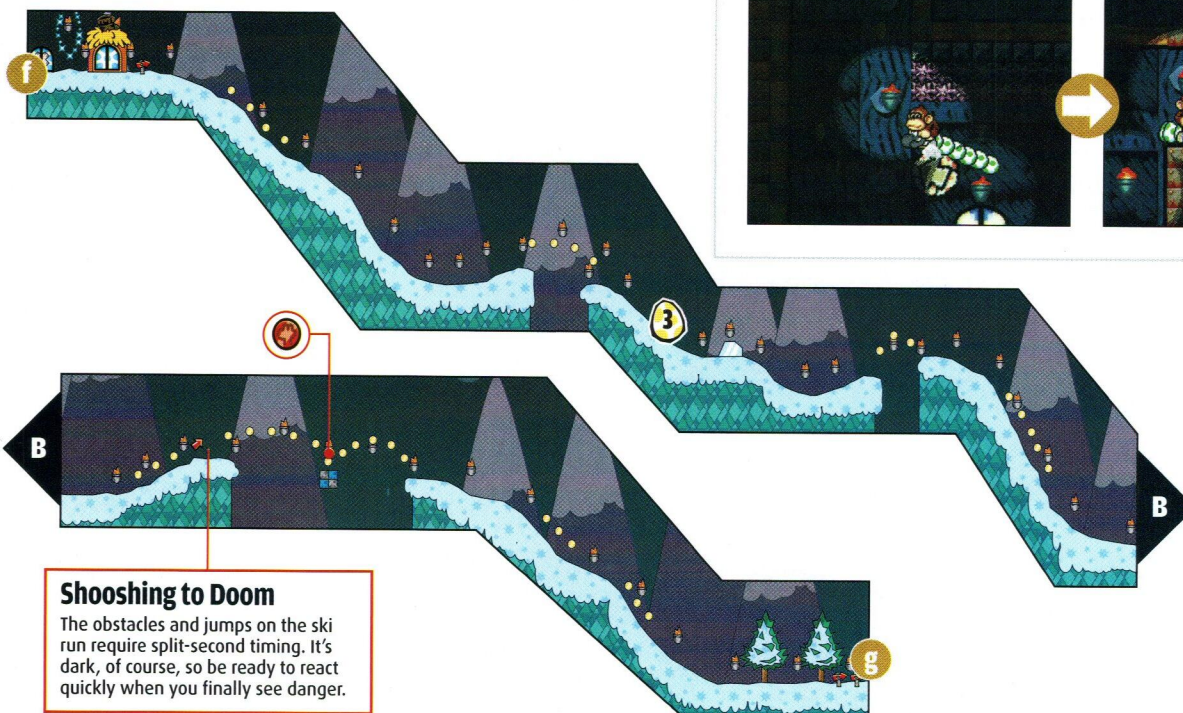 f
3
B
B
Shooshing to Doom
The obstacles and jumps on the ski
run require split-second timing. It's
dark, of course, so be ready to react
quickly when you finally see danger.
g